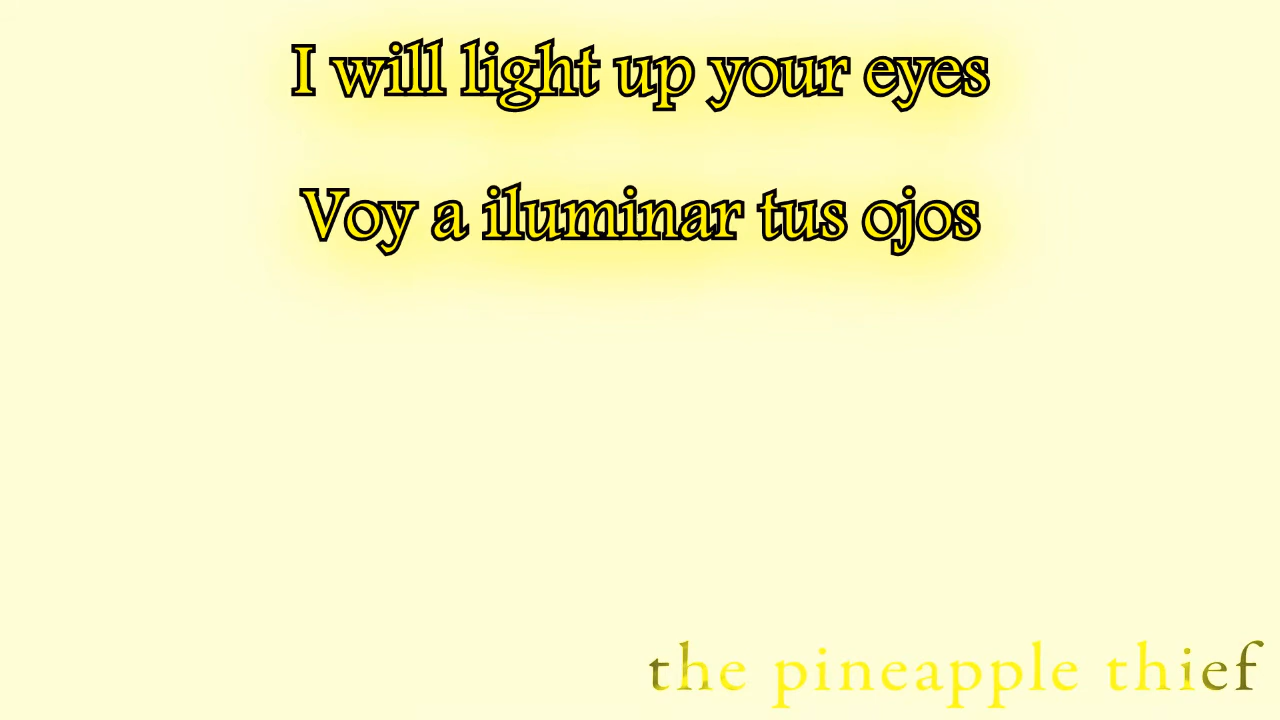 I will light up your eyes
Voy a iluminar tus ojos
the pineapple thief